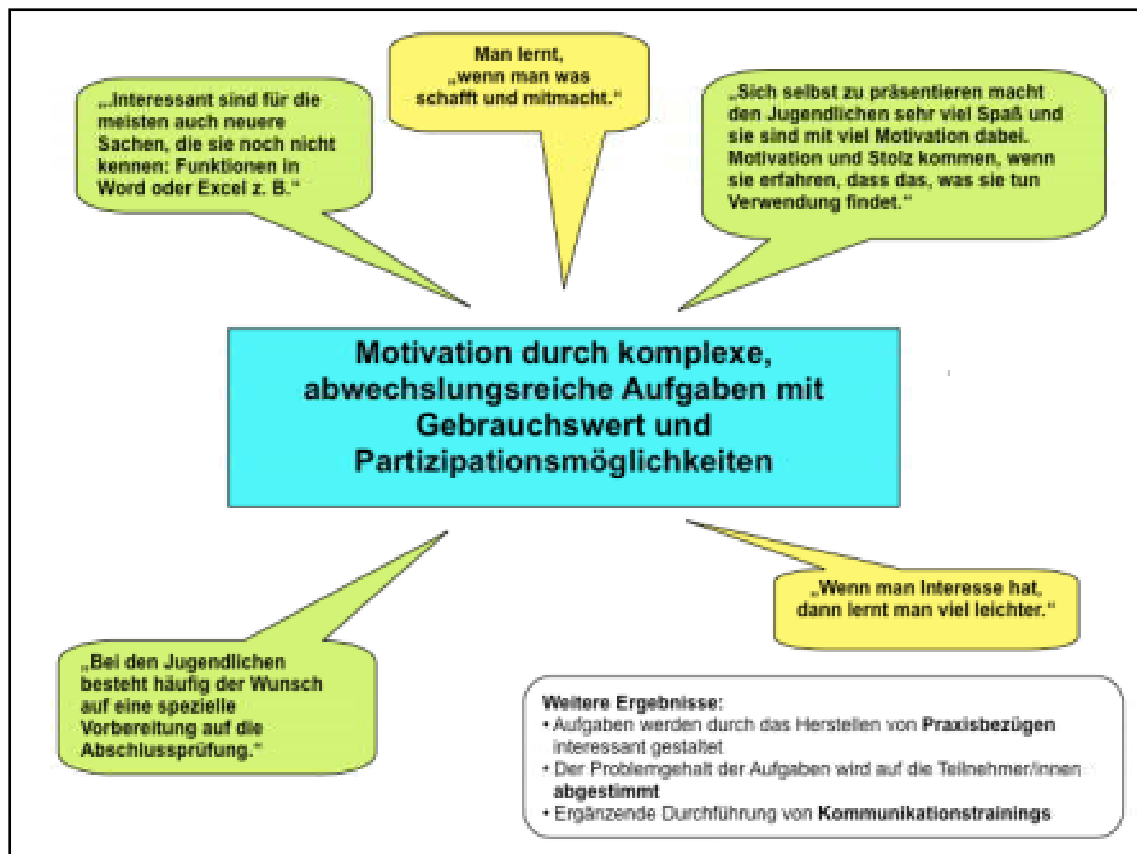 Man lernt,
„wenn man was
schafft und mitmacht.“
„Interessant sind für die
meisten auch neuere
Sachen, die sie noch nicht
kennen: Funktionen in
Word oder Excel z. B.“
„Sich selbst zu präsentieren macht
den Jugendlichen sehr viel Spaß und
sie sind mit viel Motivation dabei.
Motivation und Stolz kommen, wenn
sie erfahren, dass das, was sie tun
Verwendung findet.“
Motivation durch komplexe,
abwechslungsreiche Aufgaben mit
Gebrauchswert und
Partizipationsmöglichkeiten
„Wenn man Interesse hat,
dann lernt man viel leichter.“
„Bei den Jugendlichen
besteht häufig der Wunsch
auf eine spezielle
Vorbereitung auf die
Abschlussprüfung.“
Weitere Ergebnisse:
• Aufgaben werden durch das Herstellen von Praxisbezügen
interessant gestaltet
• Der Problemgehalt der Aufgaben wird auf die Teilnehmer/innen
abgestimmt
• Ergänzende Durchführung von Kommunikationstrainings